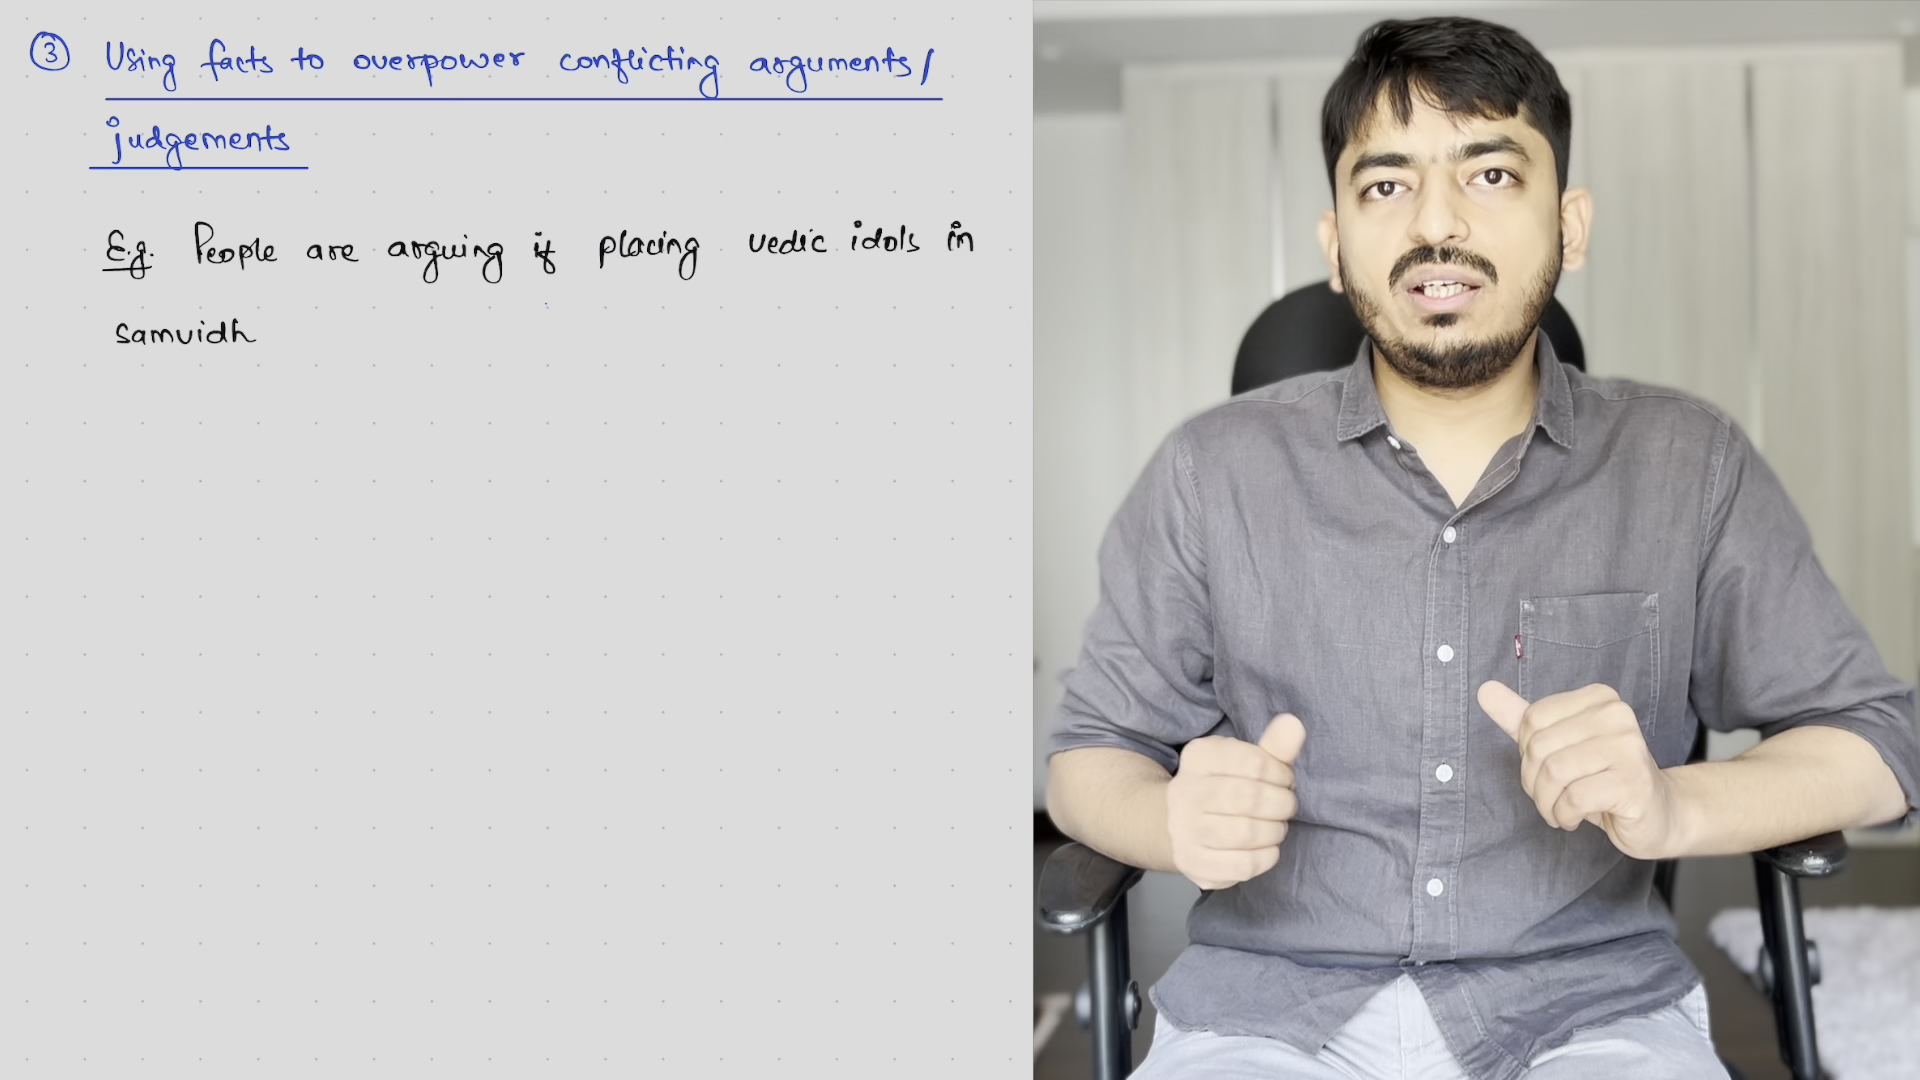 ③ Using facts to overpower conflicting arguments/
judgements
E.g. People are arguing if placing vedic idols in
samvidh